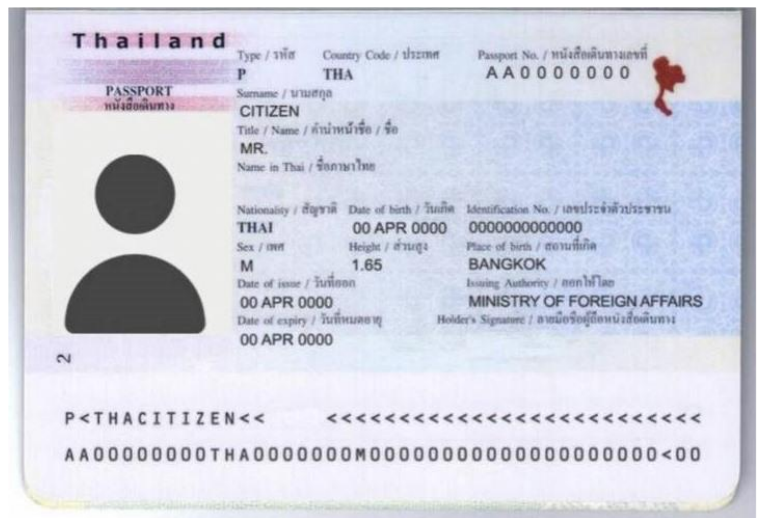 Thailand
PASSPORT
หนังสือเดินทาง
Type / รหัส Country Code / ประเทศ Passport No. / หนังสือเดินทางเลขที่
P THA AA0000000
Surname / นามสกุล
CITIZEN
Title / Name / คำนำหน้าชื่อ / ชื่อ
MR.
Name in Thai / ชื่อภาษาไทย
Nationality / สัญชาติ Date of birth / วันเกิด Identification No. / เลขประจำตัวประชาชน
THAI 00 APR 0000 0000000000000
Sex / เพศ Height / ส่วนสูง Place of birth / สถานที่เกิด
M 1.65 BANGKOK
Date of issue / วันที่ออก Issuing Authority / ออกให้โดย
00 APR 0000 MINISTRY OF FOREIGN AFFAIRS
Date of expiry / วันที่หมดอายุ Holder's Signature / ลายมือชื่อผู้ถือหนังสือเดินทาง
00 APR 0000
2
P<THACITIZEN<< <<<<<<<<<<<<<<<<<<<<<<<<<<
AA00000000THA0000000M00000000000000000000000<00